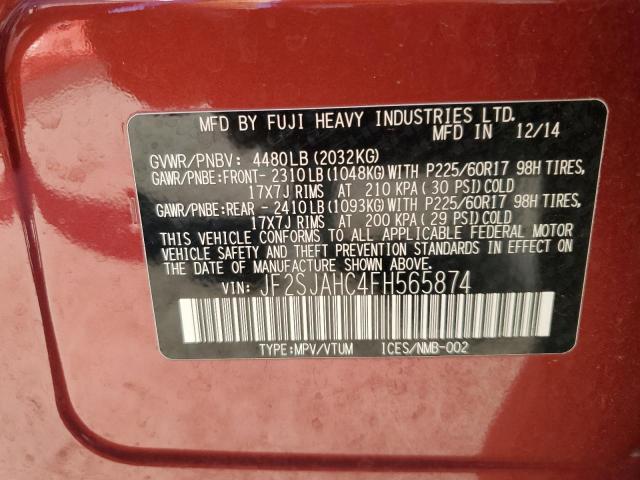 MFD BY FUJI HEAVY INDUSTRIES LTD.
MFD IN 12/14
GVWR/PNBV: 4480LB(2032KG)
GAWR/PNBE:FRONT- 2310LB(1048KG)WITH P225/60R17 98H TIRES,
17X7J RIMS AT 210 KPA(30 PSI)COLD
GAWR/PNBE:REAR - 2410LB(1093KG)WITH P225/60R17 98H TIRES,
17X7J RIMS AT 200 KPA(29 PSI)COLD
THIS VEHICLE CONFORMS TO ALL APPLICABLE FEDERAL MOTOR
VEHICLE SAFETY AND THEFT PREVENTION STANDARDS IN EFFECT ON
THE DATE OF MANUFACTURE SHOWN ABOVE.
VIN: JF2SJAHC4FH565874
TYPE:MPV/VTUM ICES/NMB-002